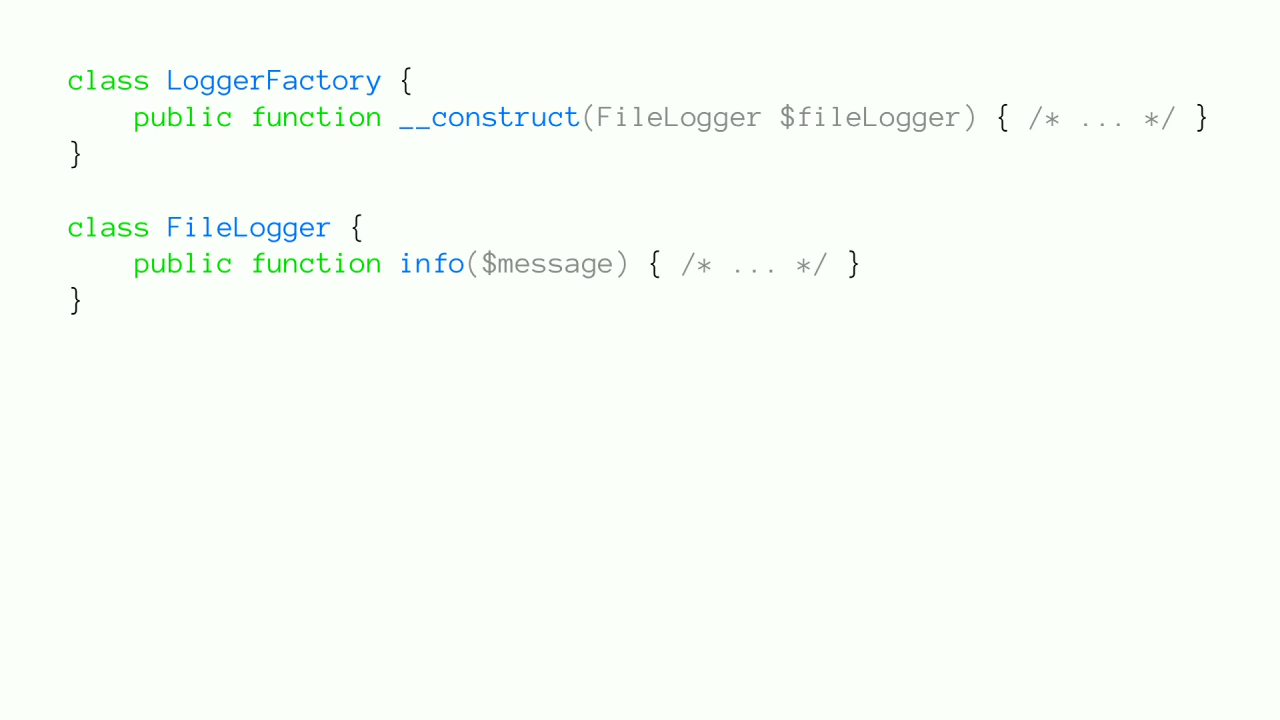 class LoggerFactory {
    public function __construct(FileLogger $fileLogger) { /* ... */ }
}

class FileLogger {
    public function info($message) { /* ... */ }
}